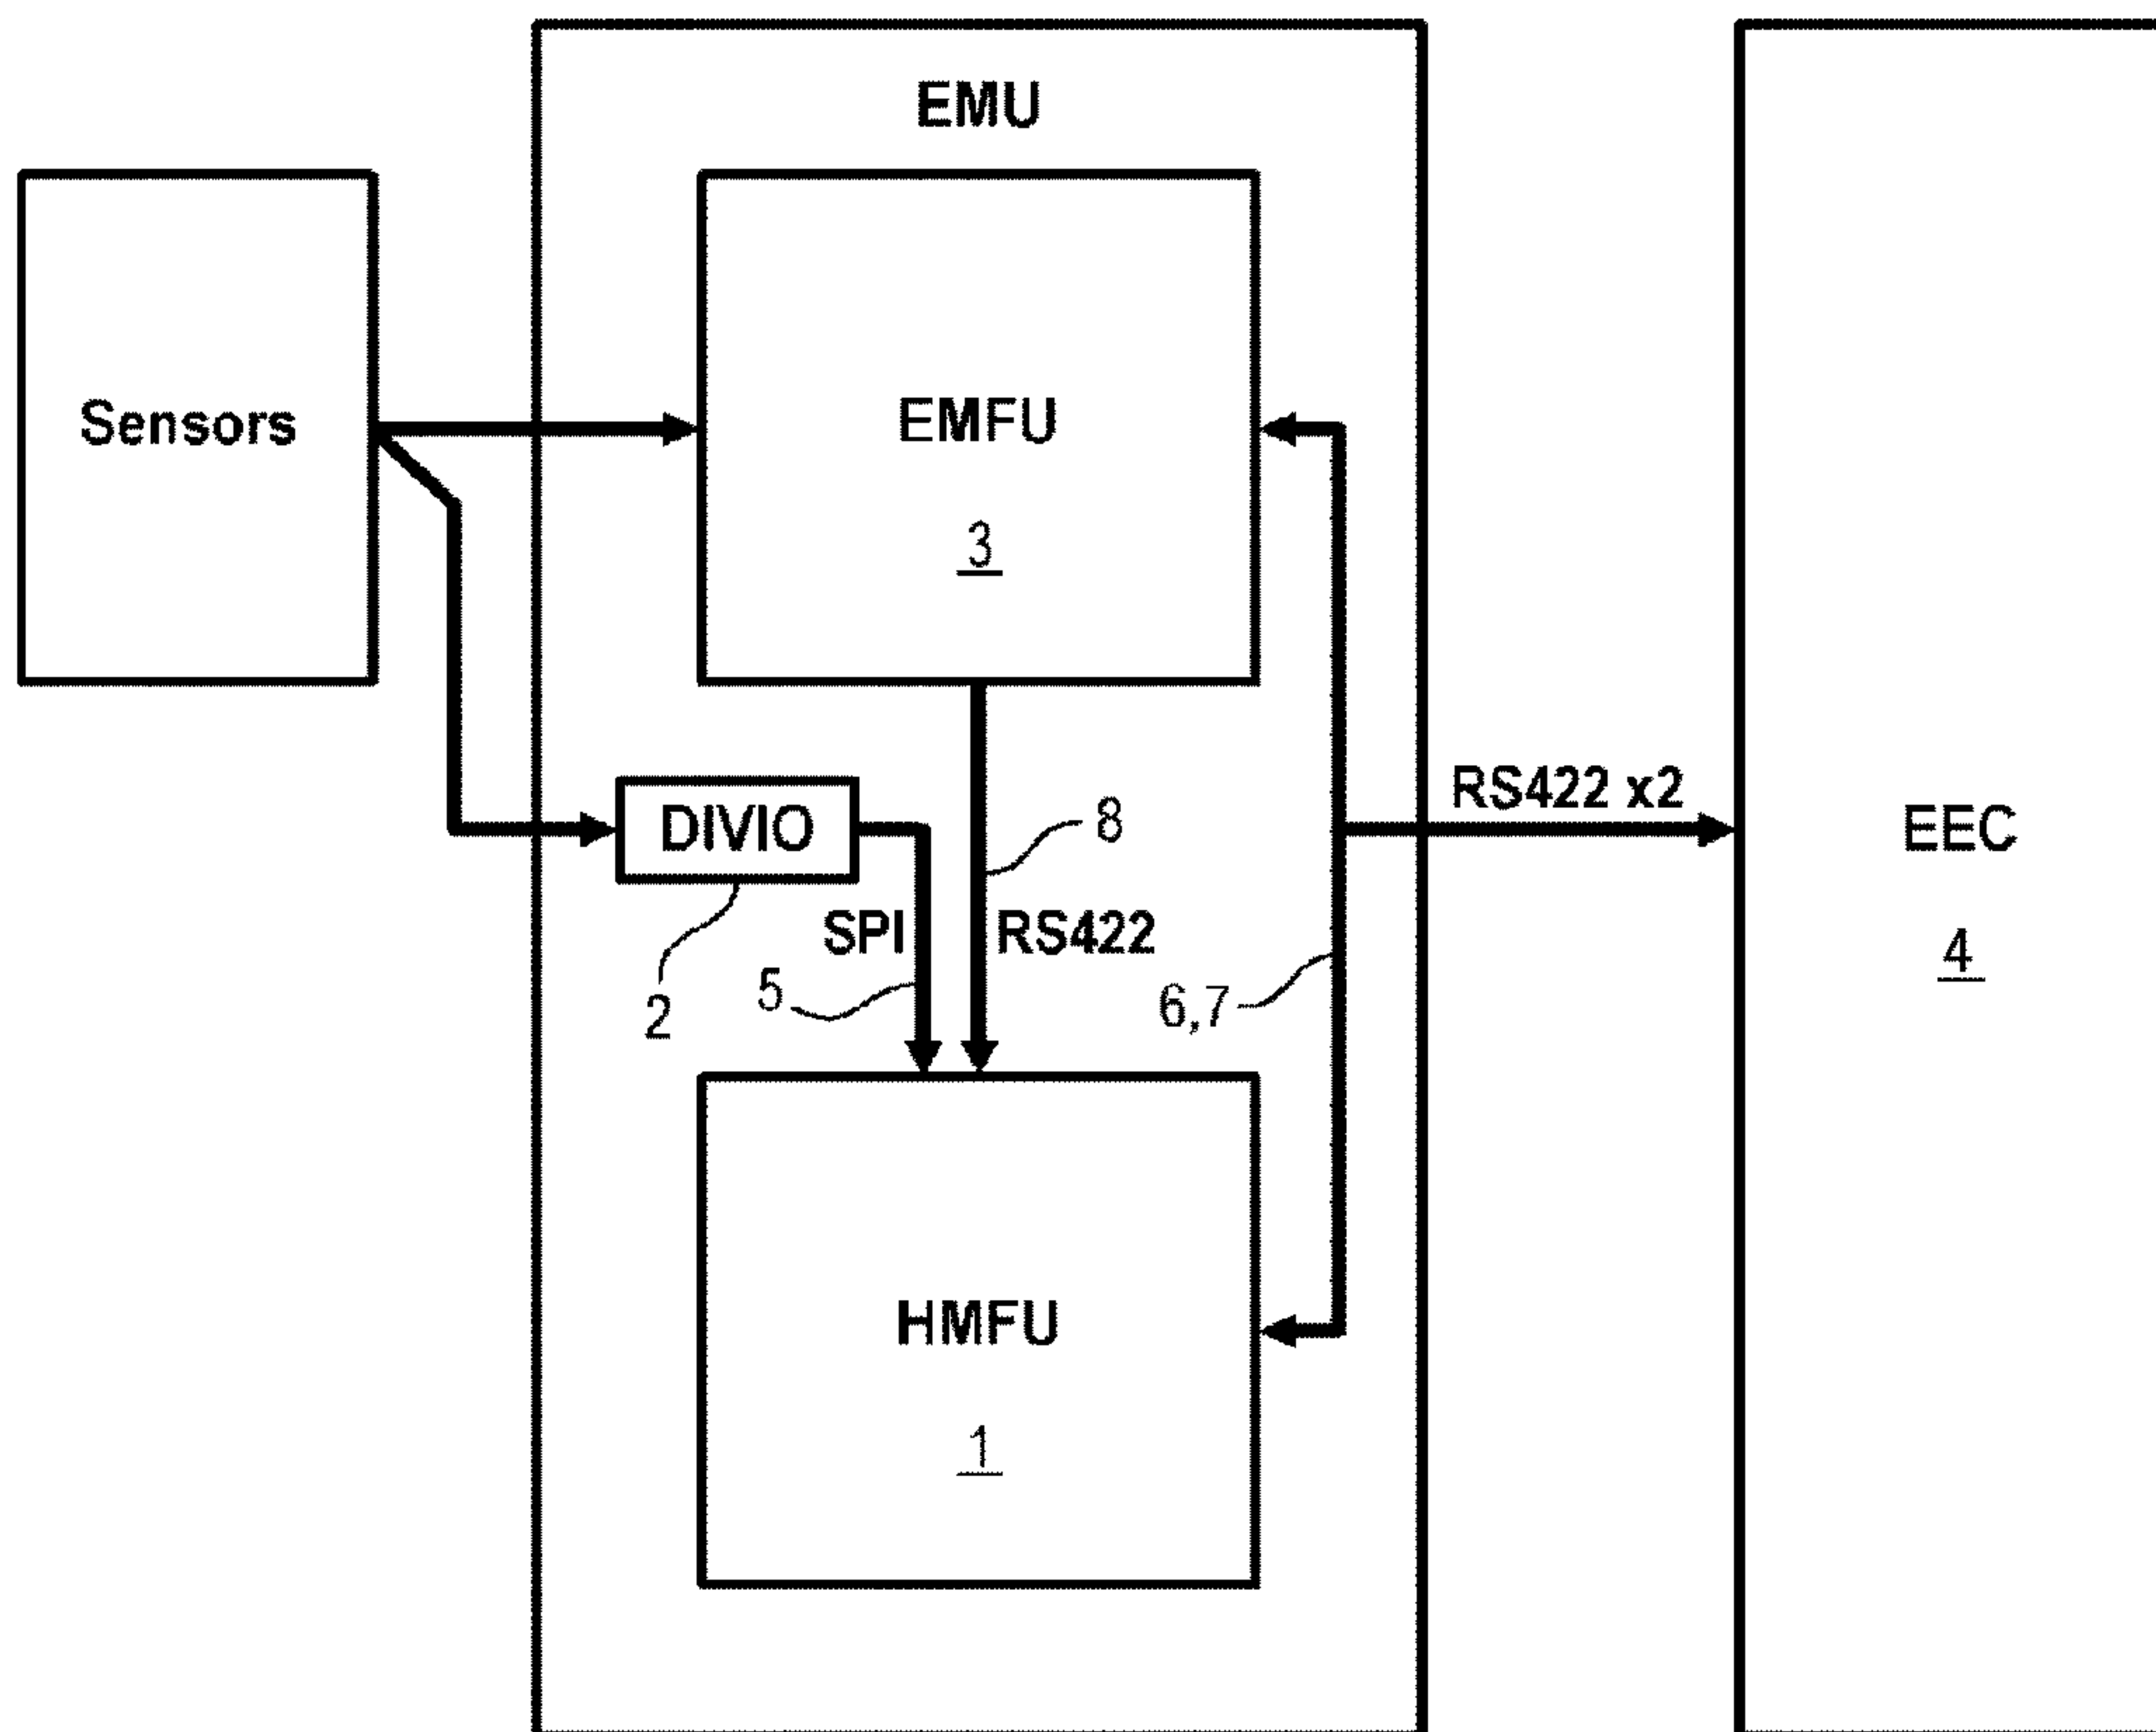 EMU
Sensors
EMFU
3
RS422 x2
DIVIO
8
EEC
SPI
RS422
4
5
6,7
2
HMFU
1